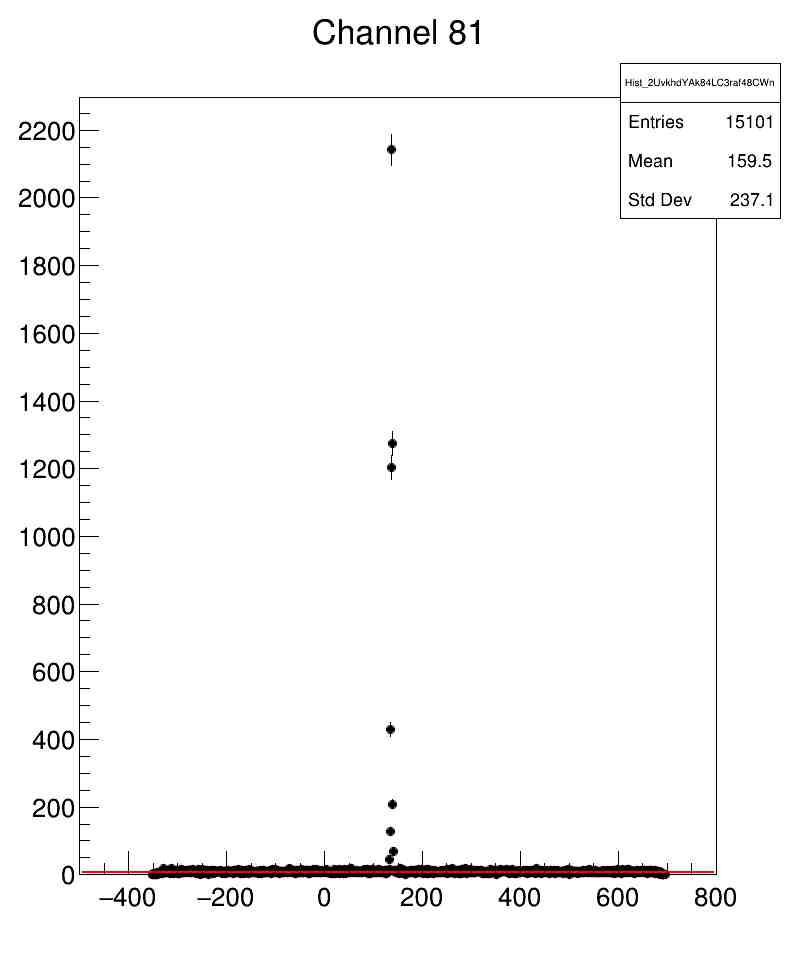 Channel 81
Hist_2UvkhdYAk84LC3raf48CWn
Entries 15101
Mean 159.5
Std Dev 237.1
2200
2000
1800
1600
1400
1200
1000
800
600
400
200
0
−400 −200 0 200 400 600 800